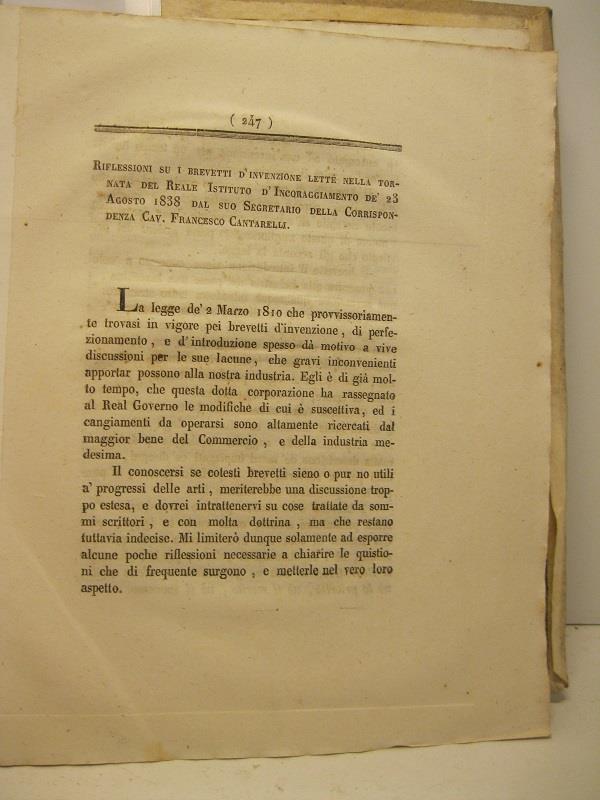 ( 247 )
RIFLESSIONI SU I BREVETTI D'INVENZIONE LETTE NELLA TOR-
NATA DEL REALE ISTITUTO D'INCORAGGIAMENTO DE' 23
AGOSTO 1838 DAL SUO SEGRETARIO DELLA CORRISPON-
DENZA CAV. FRANCESCO CANTARELLI.
La legge de' 2 Marzo 1810 che provvissoriamen-
te trovasi in vigore pei brevetti d'invenzione, di perfe-
zionamento, e d'introduzione spesso dà motivo a vive
discussioni per le sue lacune, che gravi inconvenienti
apportar possono alla nostra industria. Egli è di già mol-
to tempo, che questa dotta corporazione ha rassegnato
al Real Governo le modifiche di cui è suscettiva, ed i
cangiamenti da operarsi sono altamente ricercati dal
maggior bene del Commercio, e della industria me-
desima.
Il conoscersi se cotesti brevetti sieno o pur no utili
a' progressi delle arti, meriterebbe una discussione trop-
po estesa, e dovrei intrattenervi su cose trattate da som-
mi scrittori, e con molta dottrina, ma che restano
tuttavia indecise. Mi limiterò dunque solamente ad esporre
alcune poche riflessioni necessarie a chiarire le quistio-
ni che di frequente surgono, e metterle nel vero loro
aspetto.